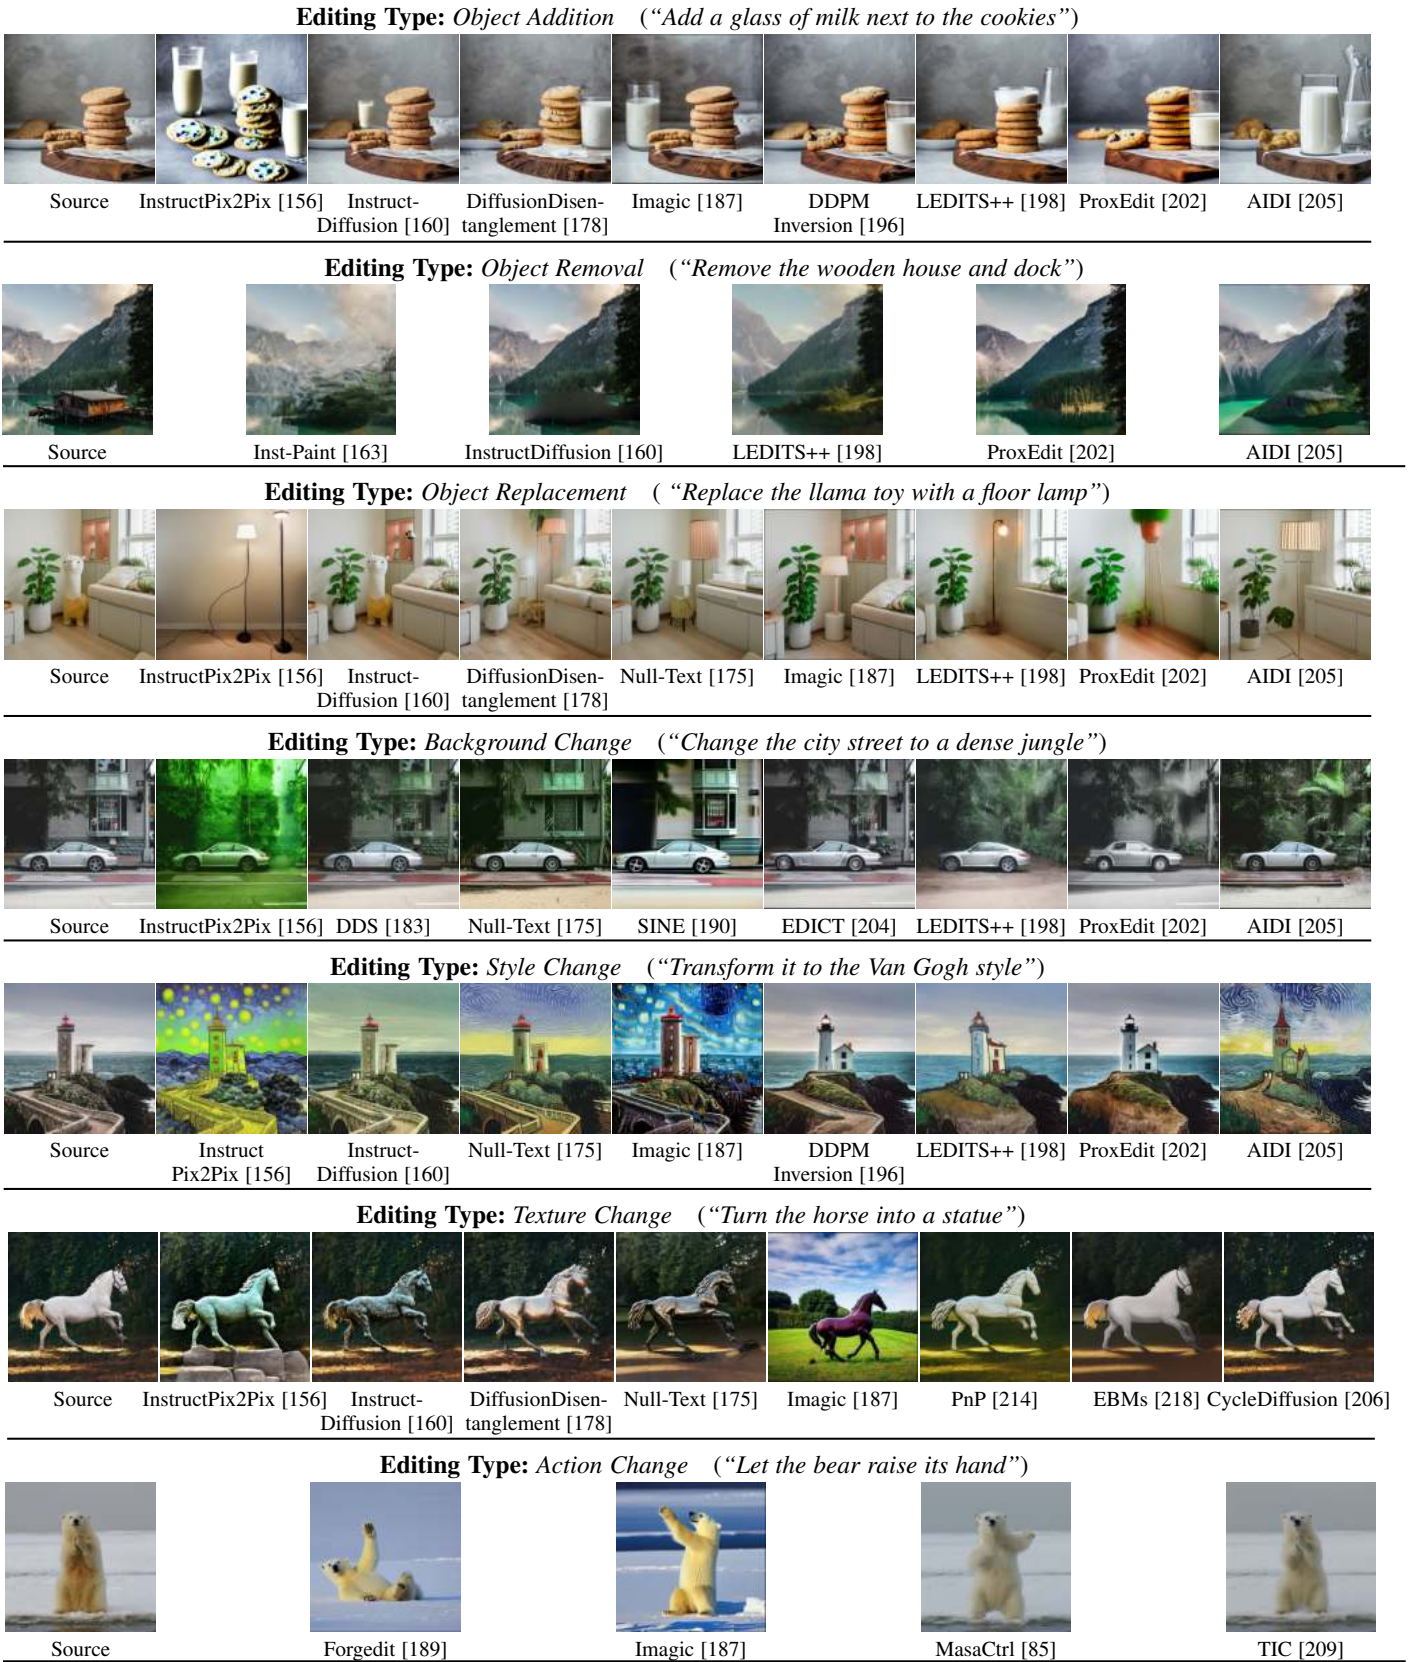 Editing Type: Object Addition (“Add a glass of milk next to the cookies”)
Source InstructPix2Pix [156] Instruct- DiffusionDisen- Imagic [187] DDPM LEDITS++ [198] ProxEdit [202] AIDI [205]
Diffusion [160] tanglement [178] Inversion [196]
Editing Type: Object Removal (“Remove the wooden house and dock”)
Source Inst-Paint [163] InstructDiffusion [160] LEDITS++ [198] ProxEdit [202] AIDI [205]
Editing Type: Object Replacement ( “Replace the llama toy with a floor lamp”)
Source InstructPix2Pix [156] Instruct- DiffusionDisen- Null-Text [175] Imagic [187] LEDITS++ [198] ProxEdit [202] AIDI [205]
Diffusion [160] tanglement [178]
Editing Type: Background Change (“Change the city street to a dense jungle”)
Source InstructPix2Pix [156] DDS [183] Null-Text [175] SINE [190] EDICT [204] LEDITS++ [198] ProxEdit [202] AIDI [205]
Editing Type: Style Change (“Transform it to the Van Gogh style”)
Source Instruct Instruct- Null-Text [175] Imagic [187] DDPM LEDITS++ [198] ProxEdit [202] AIDI [205]
Pix2Pix [156] Diffusion [160] Inversion [196]
Editing Type: Texture Change (“Turn the horse into a statue”)
Source InstructPix2Pix [156] Instruct- DiffusionDisen- Null-Text [175] Imagic [187] PnP [214] EBMs [218] CycleDiffusion [206]
Diffusion [160] tanglement [178]
Editing Type: Action Change (“Let the bear raise its hand”)
Source Forgedit [189] Imagic [187] MasaCtrl [85] TIC [209]